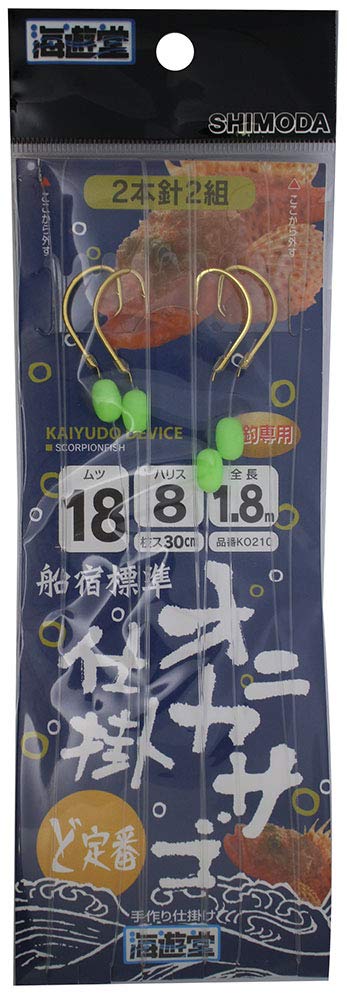 海遊堂
SHIMODA
2本針2組
ここから外す
ここから外す
KAIYUDO DEVICE
SCORPIONFISH
釣専用
ムツ
18
ハリス
8
全長
1.8m
枝ス30cm
品番KO210
船宿標準
オニカサゴ
仕掛
ど定番
手作り仕掛け
海遊堂